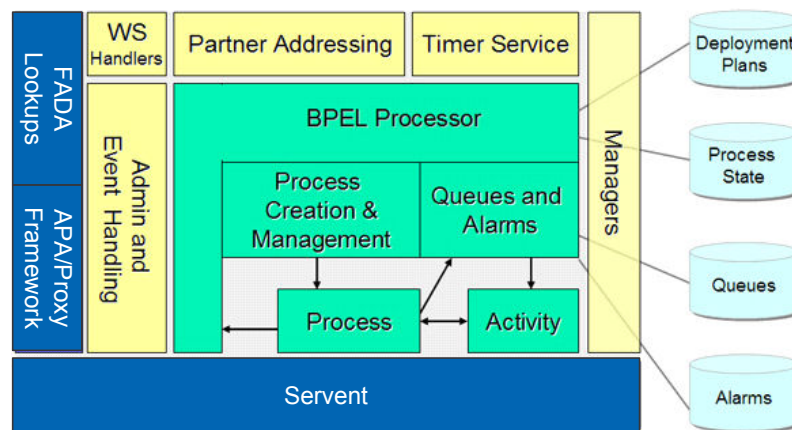 WS
Handlers
Partner Addressing
Timer Service
Deployment
Plans
FADA
Lookups
BPEL Processor
Admin and
Event Handling
Managers
Process
State
Process
Creation &
Management
Queues and
Alarms
APA/Proxy
Framework
Queues
Process
Activity
Servent
Alarms